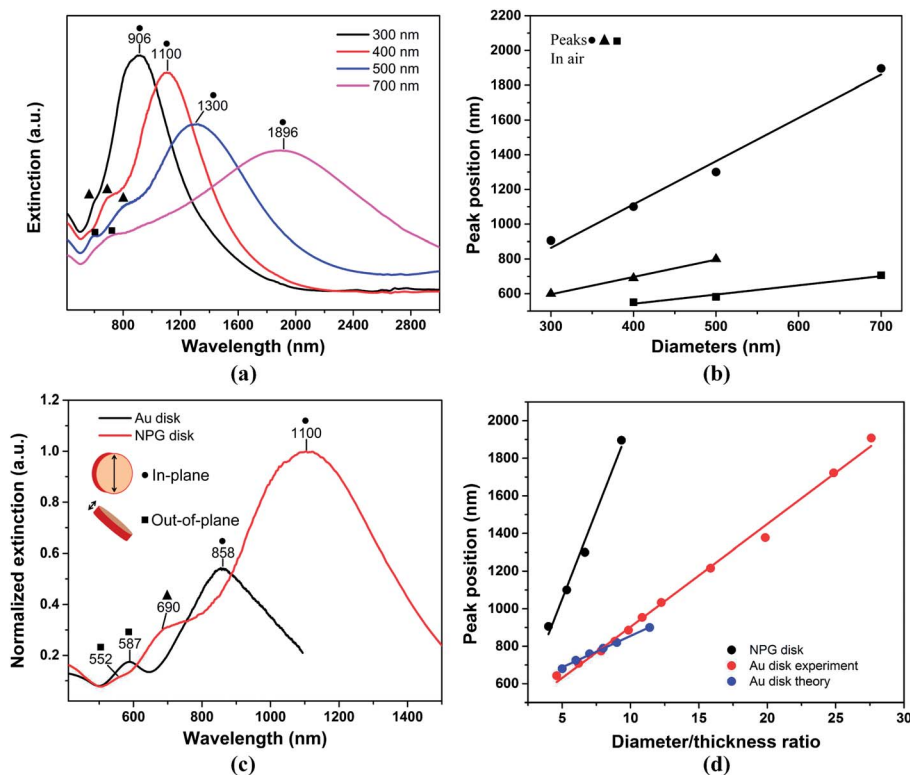 (a)
906
1100
1300
1896
300 nm
400 nm
500 nm
700 nm
Extinction (a.u.)
800 1200 1600 2000 2400 2800
Wavelength (nm)
(b)
Peaks
In air
Peak position (nm)
2200
2000
1800
1600
1400
1200
1000
800
600
300 400 500 600 700
Diameters (nm)
(c)
Au disk
NPG disk
In-plane
Out-of-plane
1100
858
690
587
552
Normalized extinction (a.u.)
1.2
1.0
0.8
0.6
0.4
0.2
600 800 1000 1200 1400
Wavelength (nm)
(d)
Peak position (nm)
2000
1800
1600
1400
1200
1000
800
600
NPG disk
Au disk experiment
Au disk theory
5 10 15 20 25 30
Diameter/thickness ratio